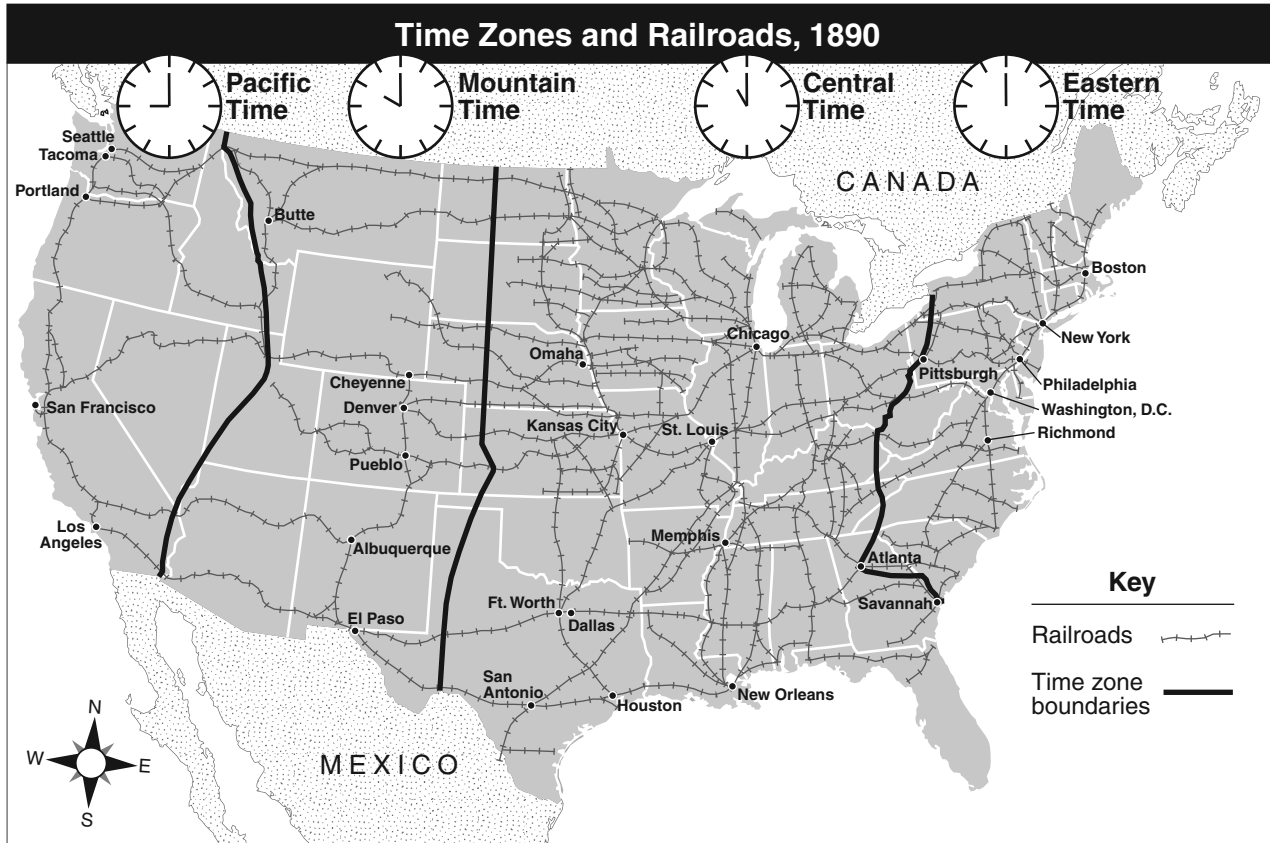 Time Zones and Railroads, 1890
Pacific
Time
Mountain
Time
Central
Time
Eastern
Time
CANADA
Seattle
Tacoma
Portland
Butte
Boston
New York
Chicago
Omaha
Pittsburgh
Philadelphia
Cheyenne
Denver
San Francisco
Washington, D.C.
Kansas City
St. Louis
Richmond
Pueblo
Los
Angeles
Albuquerque
Memphis
Atlanta
Savannah
El Paso
Ft. Worth
Dallas
San
Antonio
Houston
New Orleans
MEXICO
Key
Railroads
Time zone
boundaries
N
W
E
S